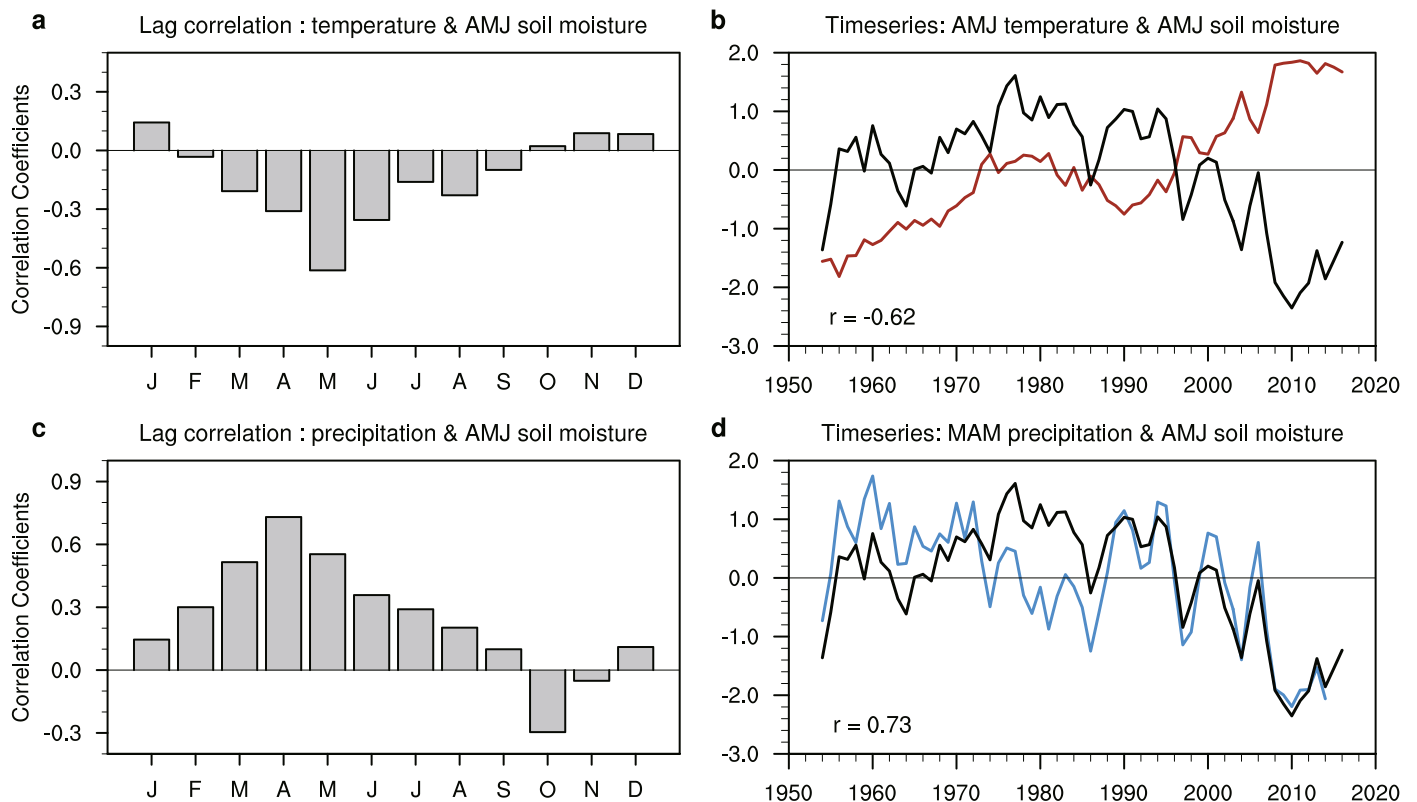 a Lag correlation : temperature & AMJ soil moisture
Correlation Coefficients
0.3
0.0
-0.3
-0.6
-0.9
J F M A M J J A S O N D
b Timeseries: AMJ temperature & AMJ soil moisture
2.0
1.0
0.0
-1.0
-2.0
-3.0
r = -0.62
1950 1960 1970 1980 1990 2000 2010 2020
c Lag correlation : precipitation & AMJ soil moisture
Correlation Coefficients
0.9
0.6
0.3
0.0
-0.3
J F M A M J J A S O N D
d Timeseries: MAM precipitation & AMJ soil moisture
2.0
1.0
0.0
-1.0
-2.0
-3.0
r = 0.73
1950 1960 1970 1980 1990 2000 2010 2020